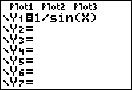 Plot1 Plot2 Plot3
\Y₁=1/sin(X)
\Y₂=
\Y₃=
\Y₄=
\Y₅=
\Y₆=
\Y₇=